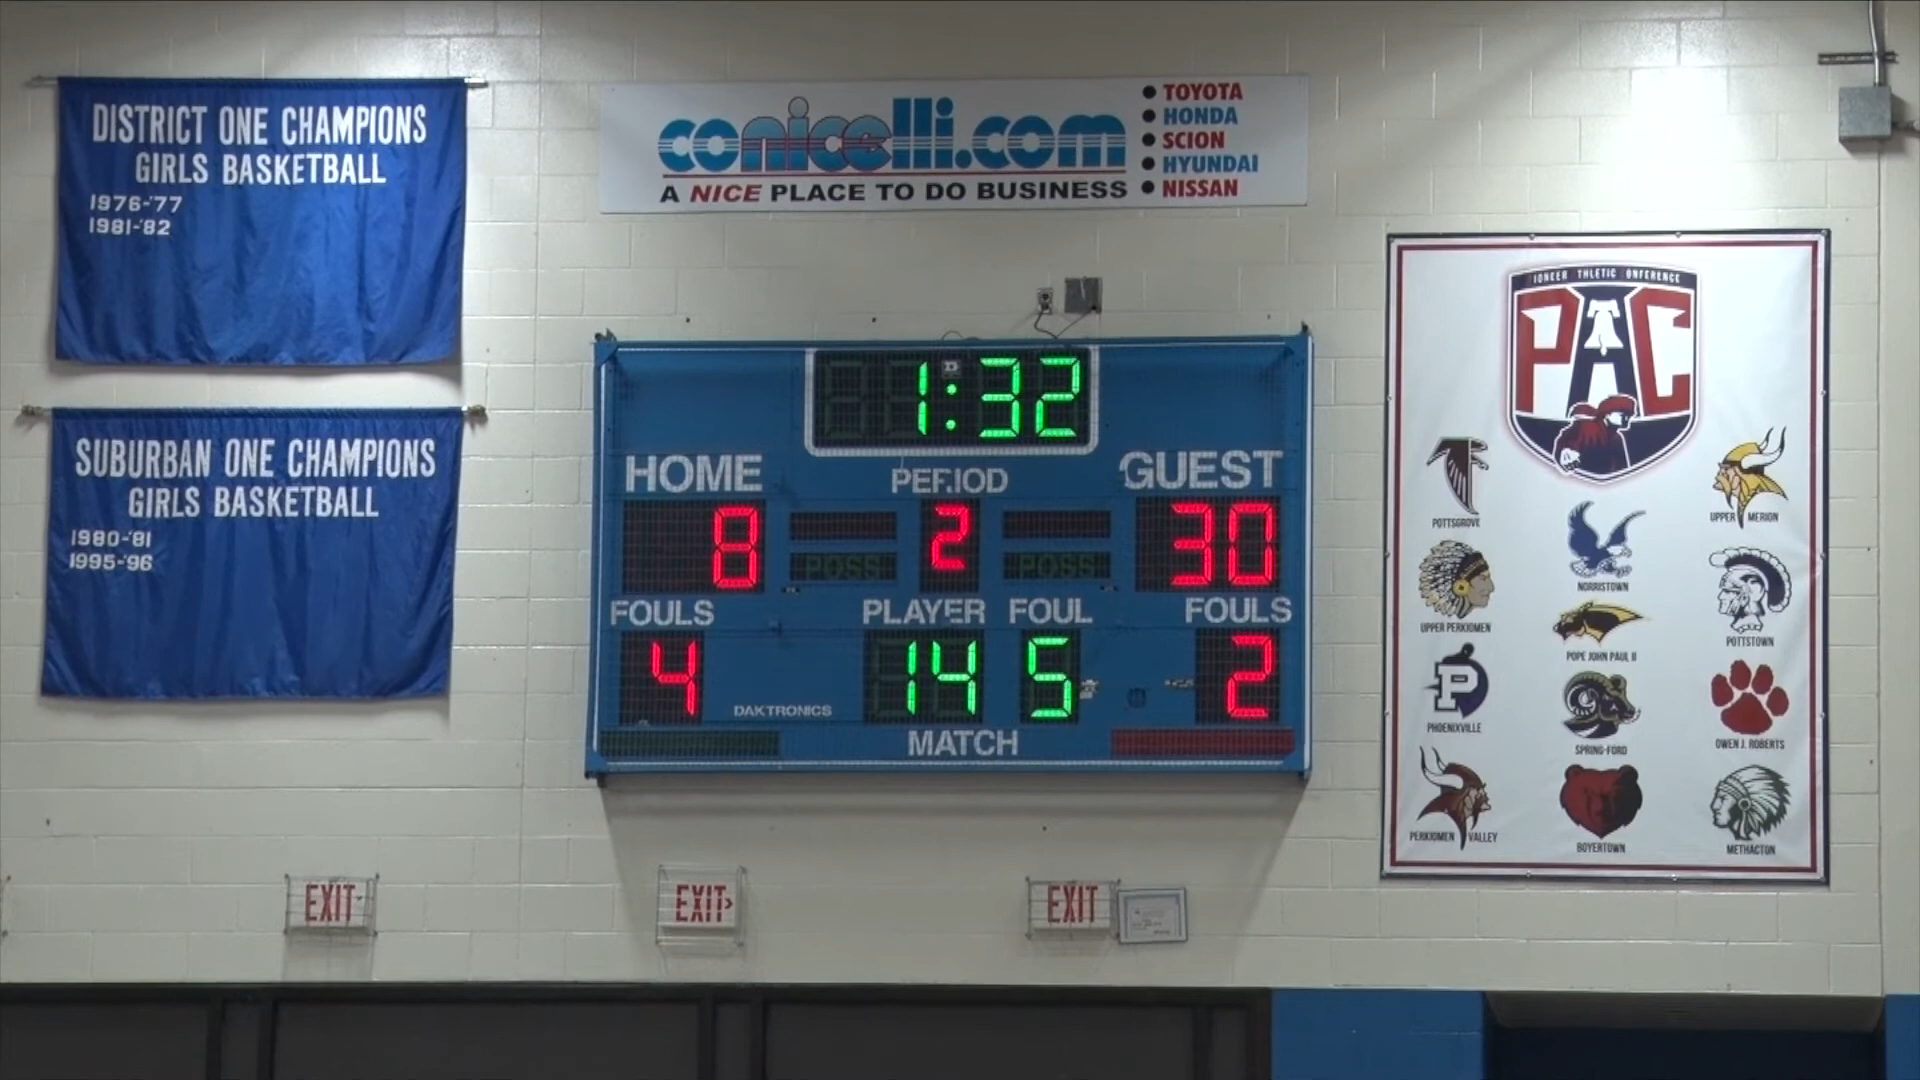 DISTRICT ONE CHAMPIONS
GIRLS BASKETBALL
1976-'77
1981-'82
SUBURBAN ONE CHAMPIONS
GIRLS BASKETBALL
1980-'81
1995-'96
conicelli.com
A NICE PLACE TO DO BUSINESS
TOYOTA
HONDA
SCION
HYUNDAI
NISSAN
1:32
HOME PERIOD GUEST
8 2 30
POSS POSS
FOULS PLAYER FOUL FOULS
4 14 5 2
DAKTRONICS
MATCH
IONEER THLETIC ONFERENCE
PAC
POTTSGROVE
UPPER MERION
NORRISTOWN
UPPER PERKIOMEN
POTTSTOWN
POPE JOHN PAUL II
P
PHOENIXVILLE
SPRING-FORD
OWEN J. ROBERTS
PERKIOMEN VALLEY
BOYERTOWN
METHACTON
EXIT
EXIT
EXIT